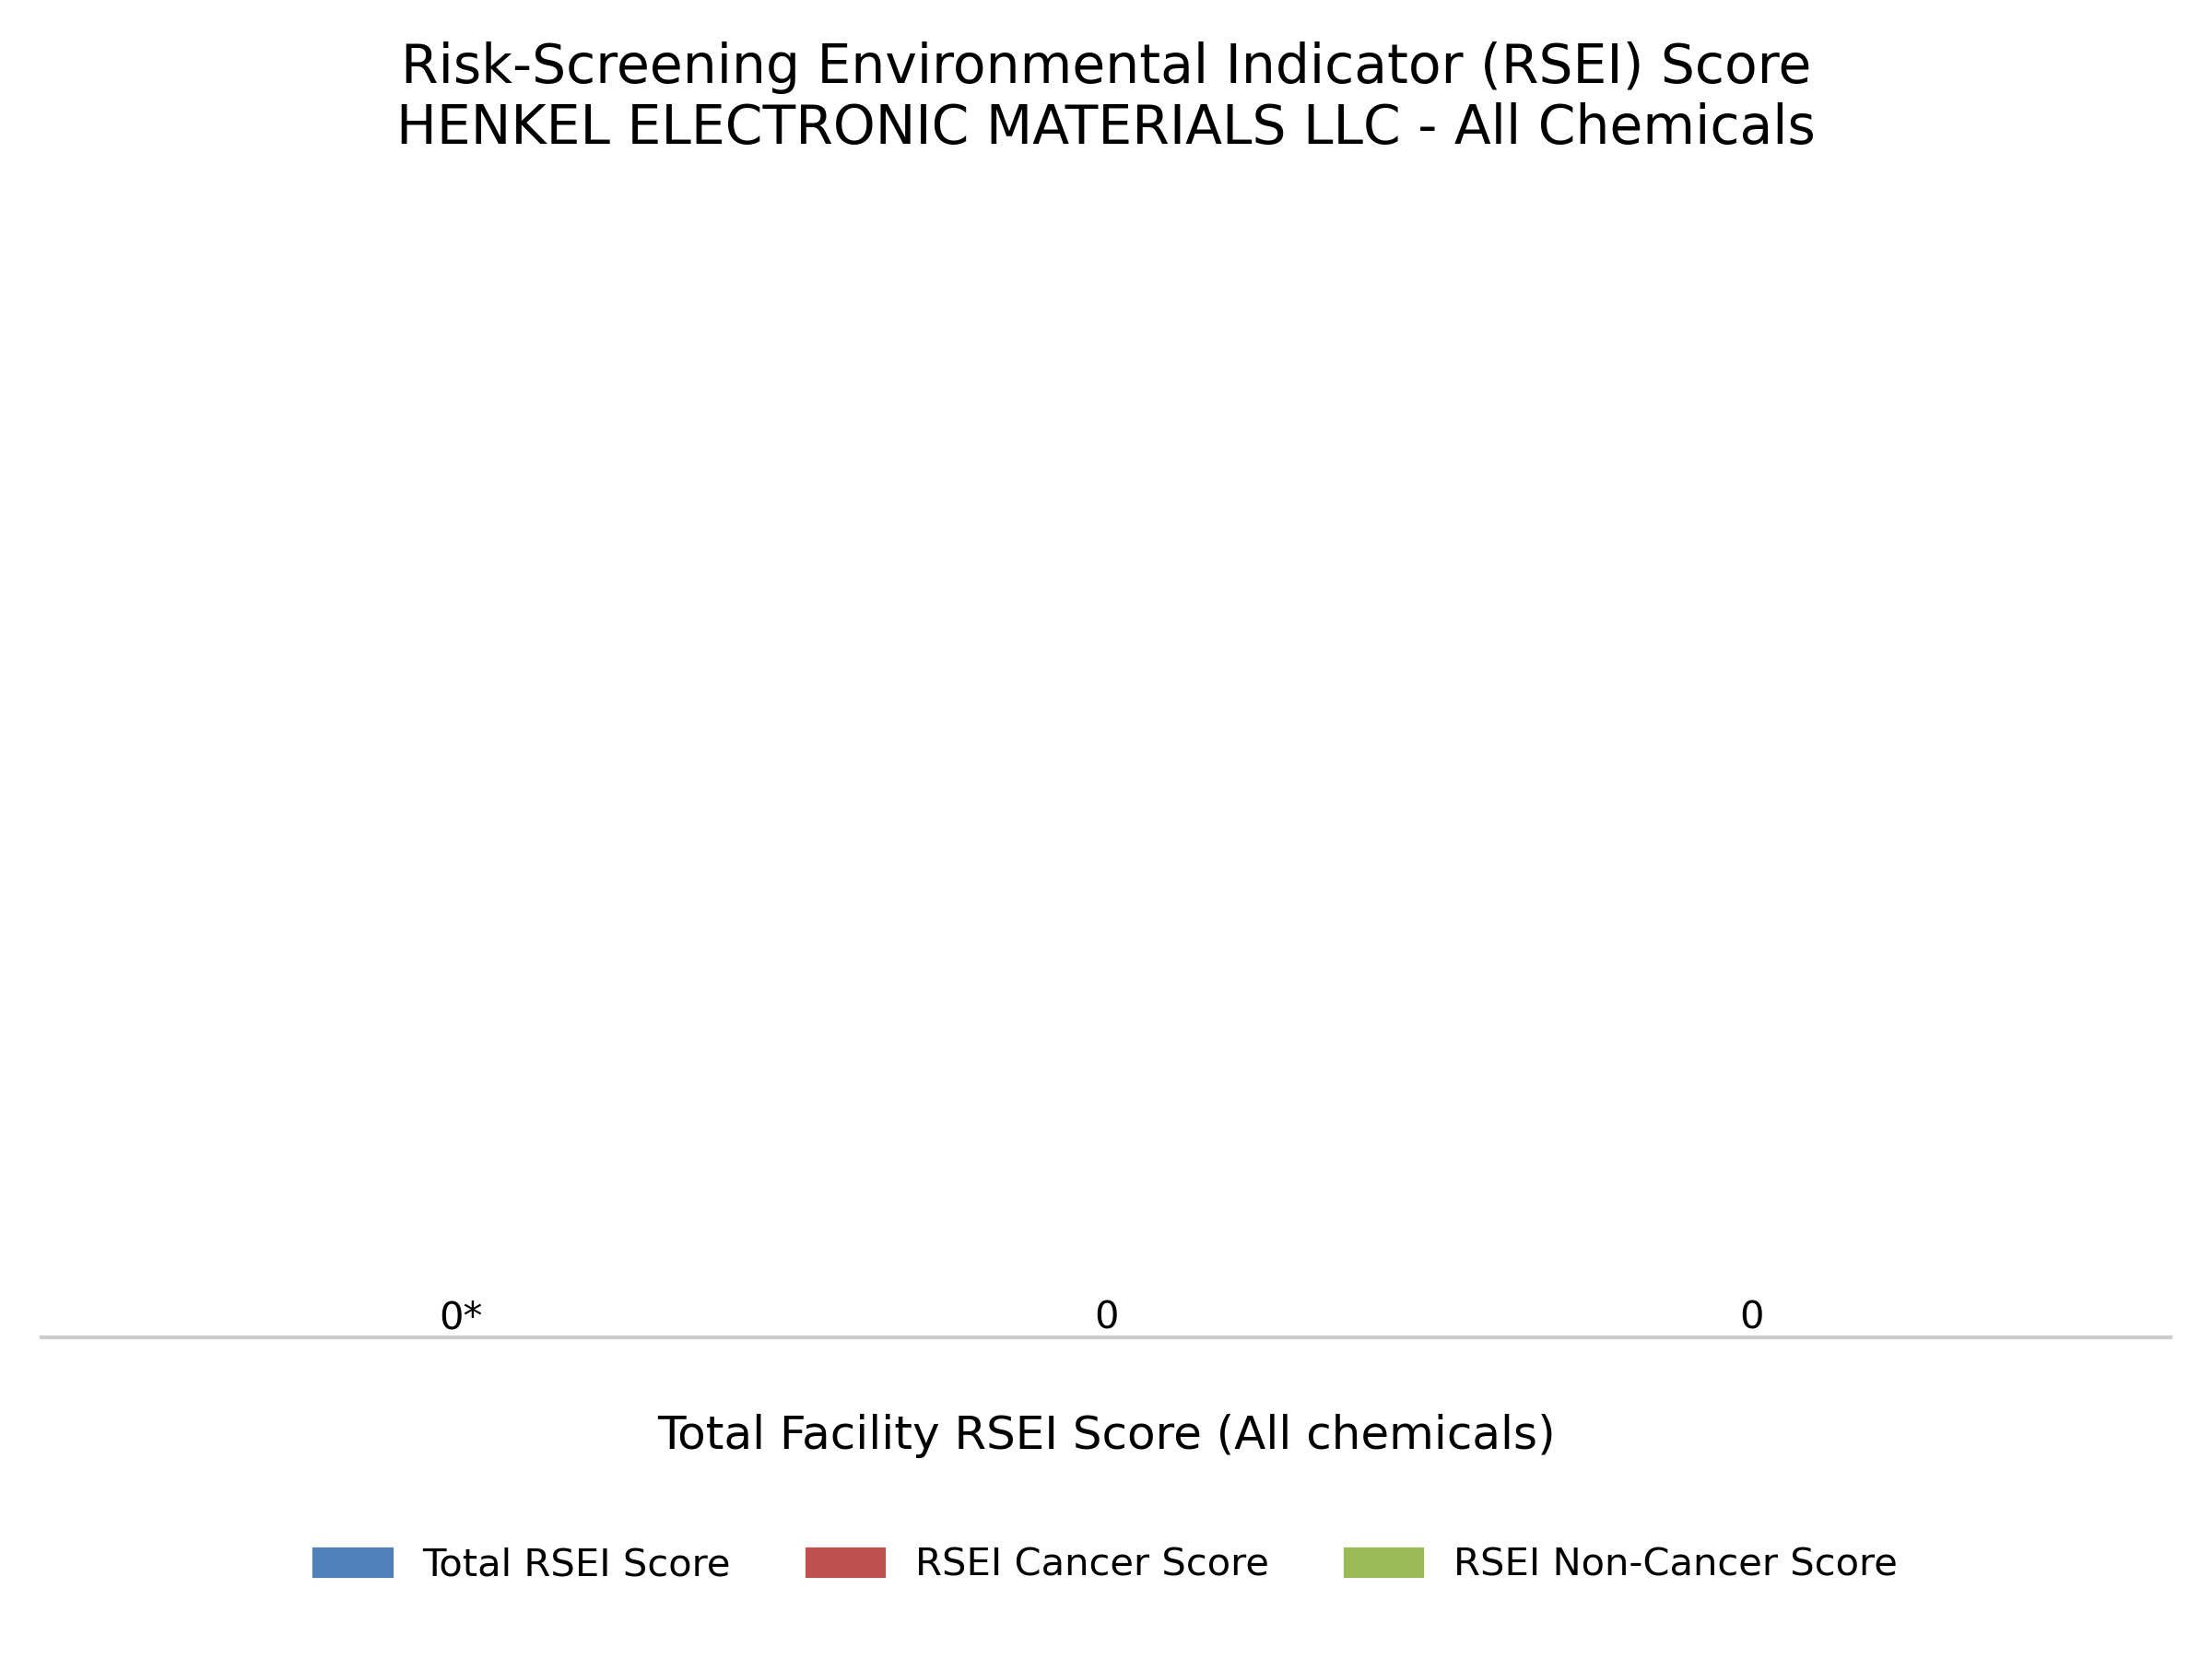 Risk-Screening Environmental Indicator (RSEI) Score
HENKEL ELECTRONIC MATERIALS LLC - All Chemicals
0* 0 0
Total Facility RSEI Score (All chemicals)
Total RSEI Score RSEI Cancer Score RSEI Non-Cancer Score